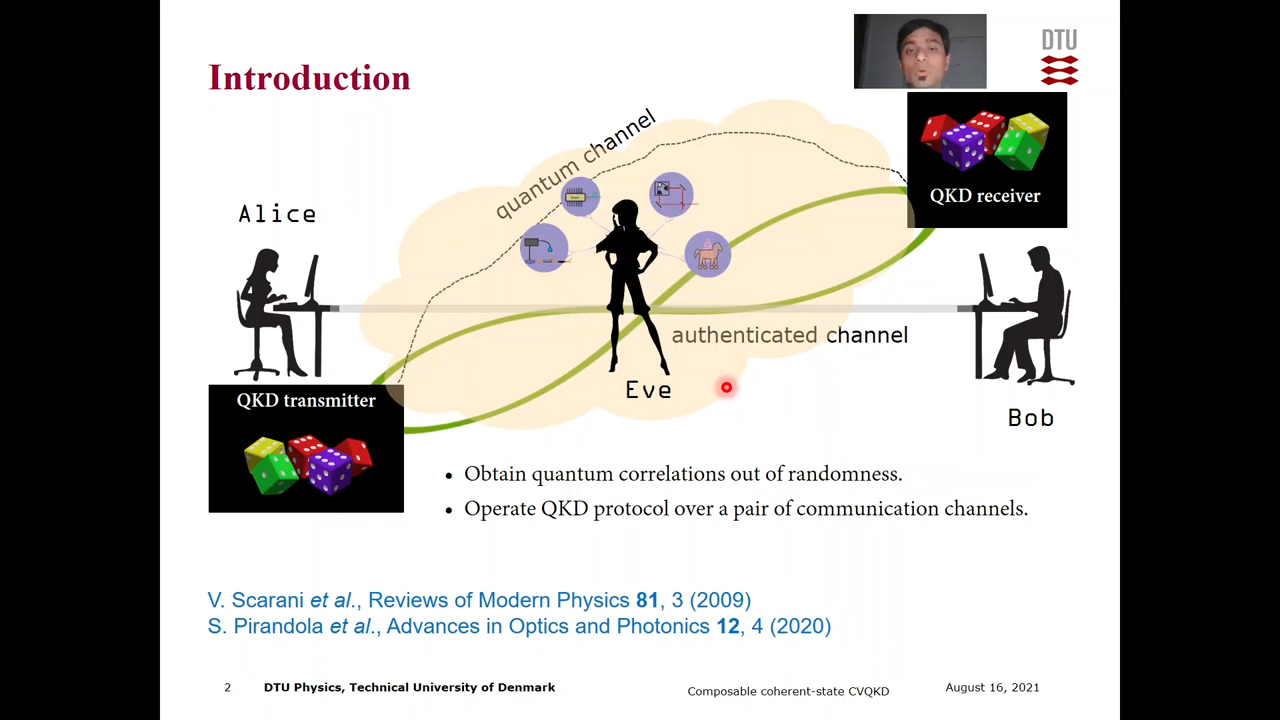 DTU
Introduction
quantum channel
QKD receiver
Alice
authenticated channel
Eve
QKD transmitter
Bob
• Obtain quantum correlations out of randomness.
• Operate QKD protocol over a pair of communication channels.
V. Scarani et al., Reviews of Modern Physics 81, 3 (2009)
S. Pirandola et al., Advances in Optics and Photonics 12, 4 (2020)
2 DTU Physics, Technical University of Denmark Composable coherent-state CVQKD August 16, 2021